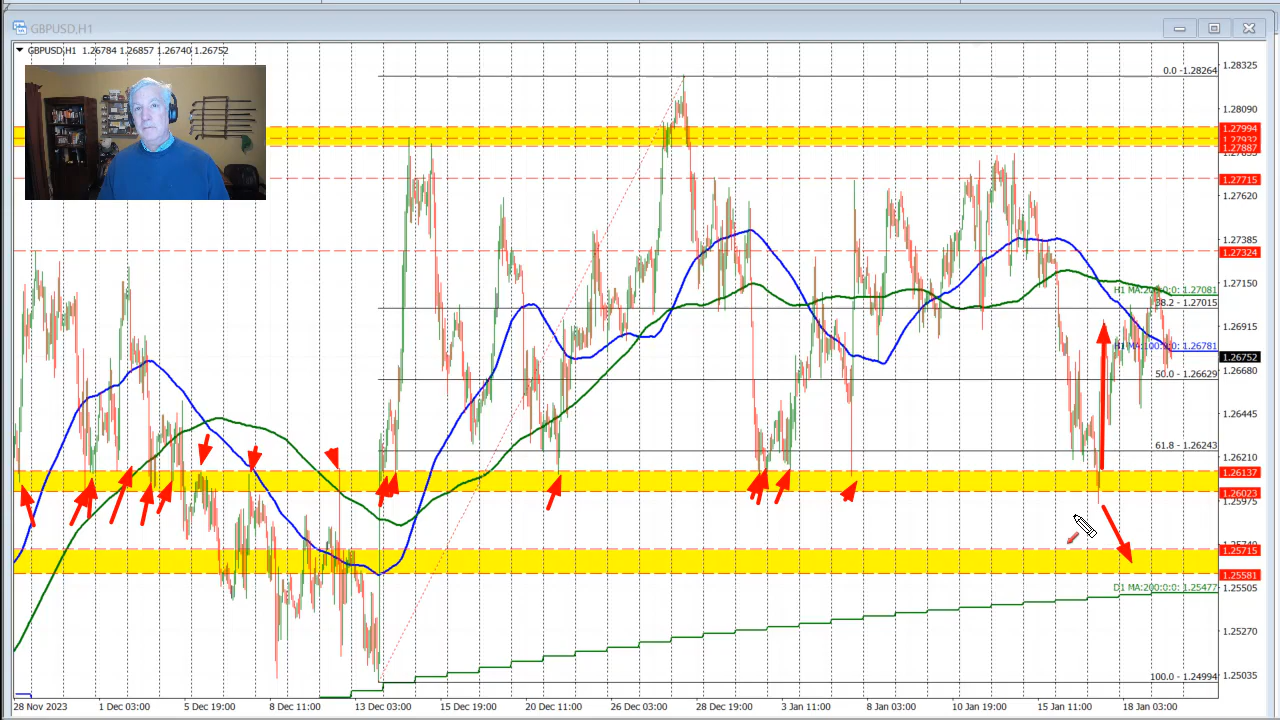 GBPUSD,H1
GBPUSD,H1 1.26784 1.26857 1.26740 1.26752
0.0 -1.28264
1.28325
1.28090
1.27994
1.27932
1.27887
1.27715
1.27620
1.27385
1.27324
1.27150
H1 MA:200:0:0: 1.27081
38.2 -1.27015
1.26915
H1 MA:100:0:0: 1.26781
1.26752
1.26680
50.0 -1.26629
1.26445
61.8 -1.26243
1.26210
1.26137
1.26023
1.25975
1.25740
1.25715
1.25581
D1 MA:200:0:0: 1.25477
1.25505
1.25270
1.25035
100.0 -1.24994
28 Nov 2023
1 Dec 03:00
5 Dec 19:00
8 Dec 11:00
13 Dec 03:00
15 Dec 19:00
20 Dec 11:00
26 Dec 03:00
28 Dec 19:00
3 Jan 11:00
8 Jan 03:00
10 Jan 19:00
15 Jan 11:00
18 Jan 03:00